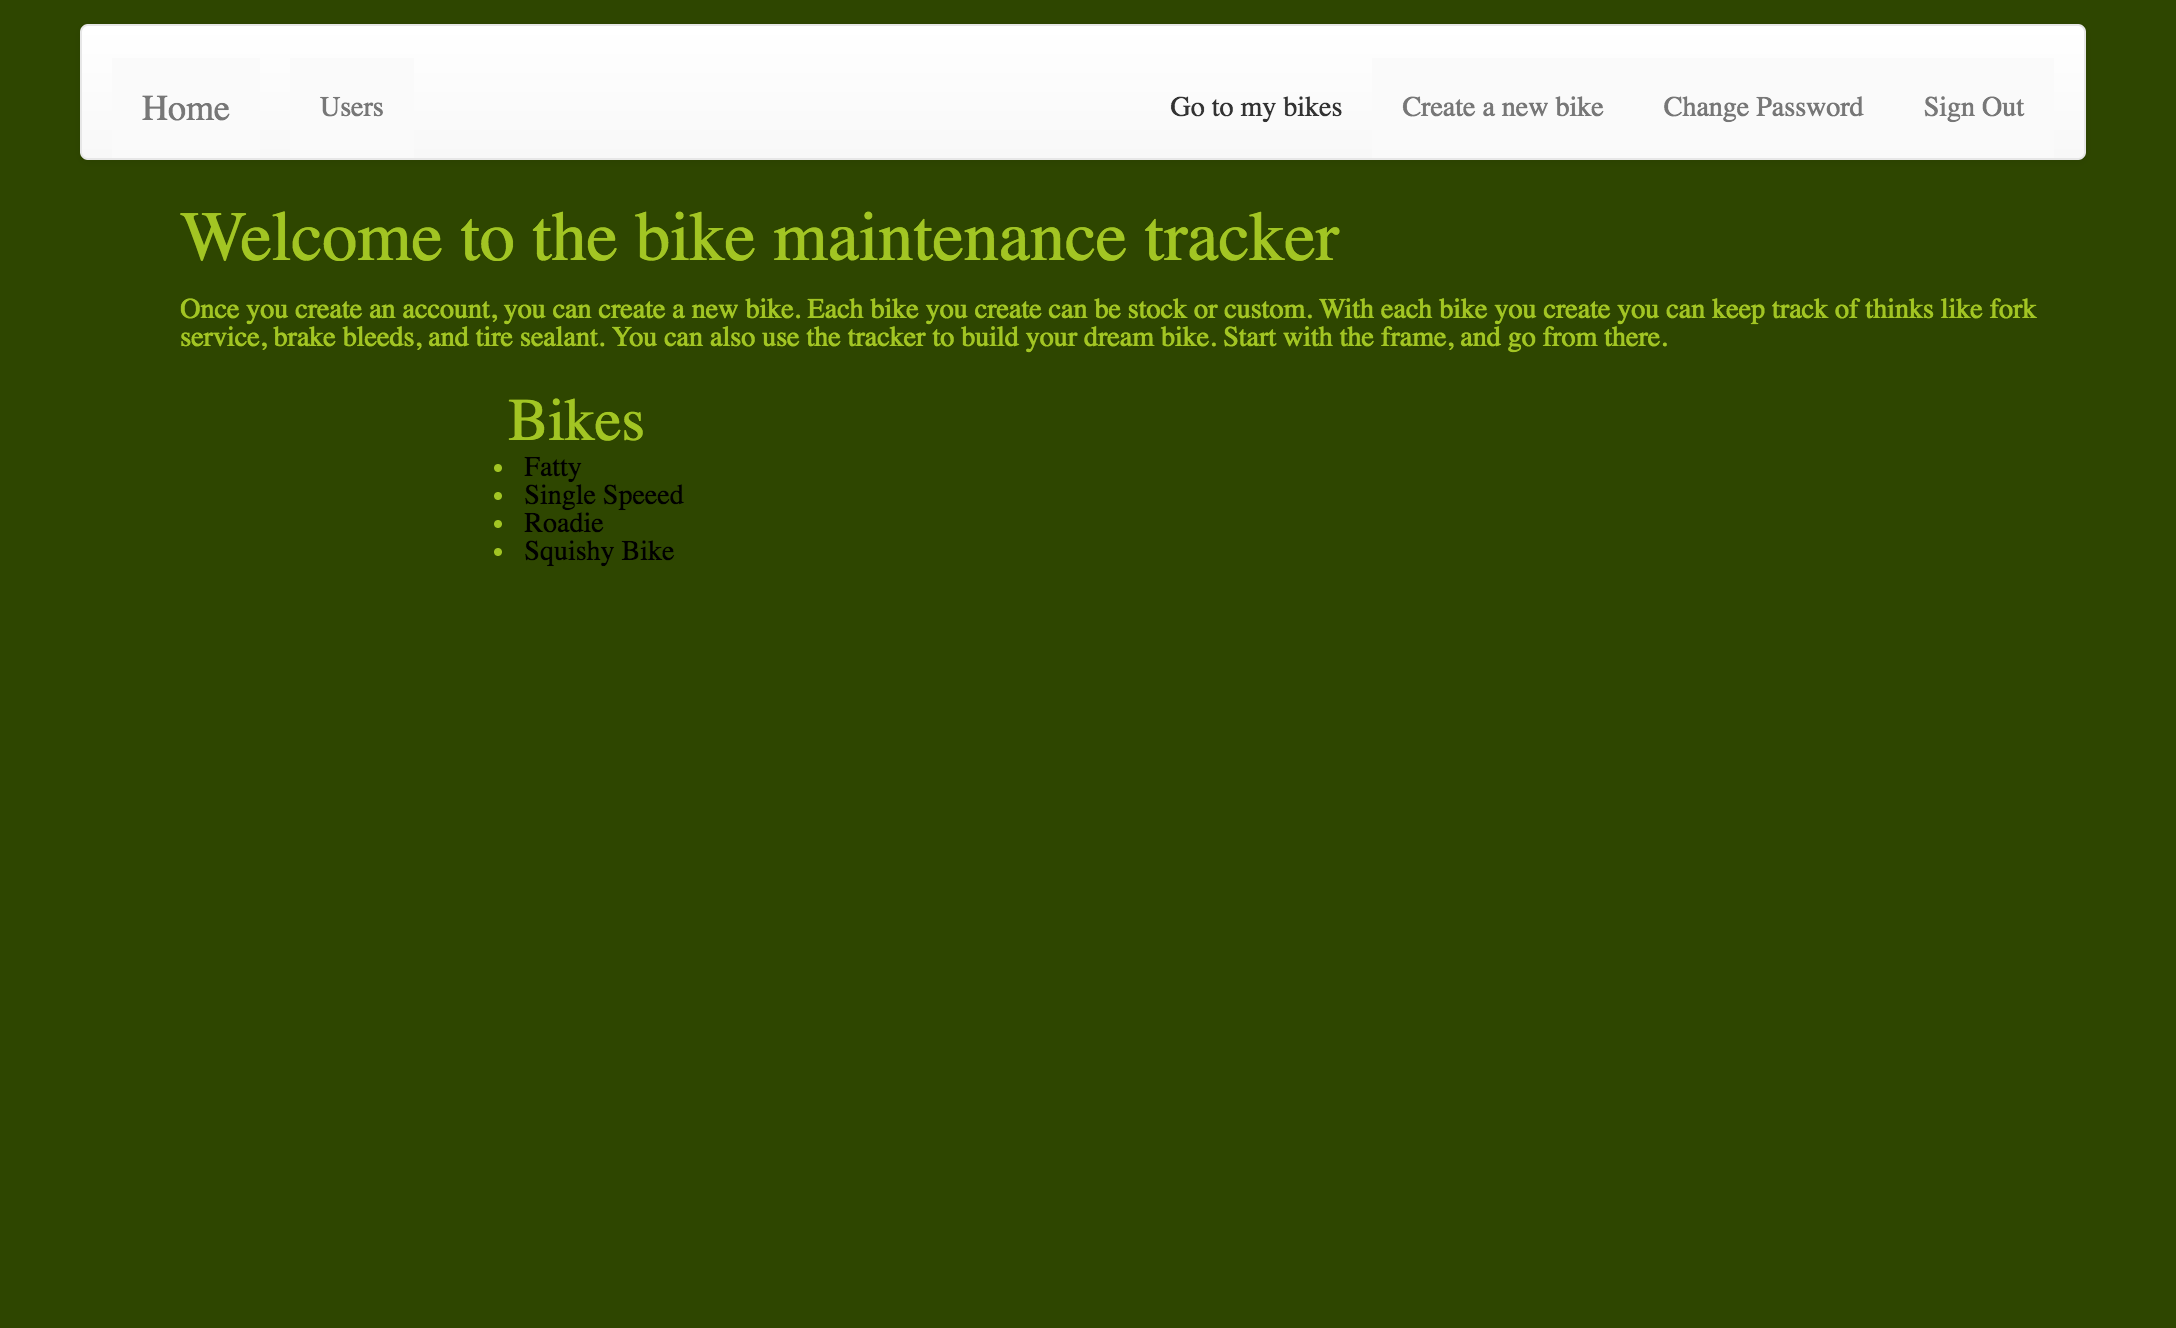 Home Users Go to my bikes Create a new bike Change Password Sign Out
Welcome to the bike maintenance tracker
Once you create an account, you can create a new bike. Each bike you create can be stock or custom. With each bike you create you can keep track of thinks like fork
service, brake bleeds, and tire sealant. You can also use the tracker to build your dream bike. Start with the frame, and go from there.
Bikes
Fatty
Single Speeed
Roadie
Squishy Bike